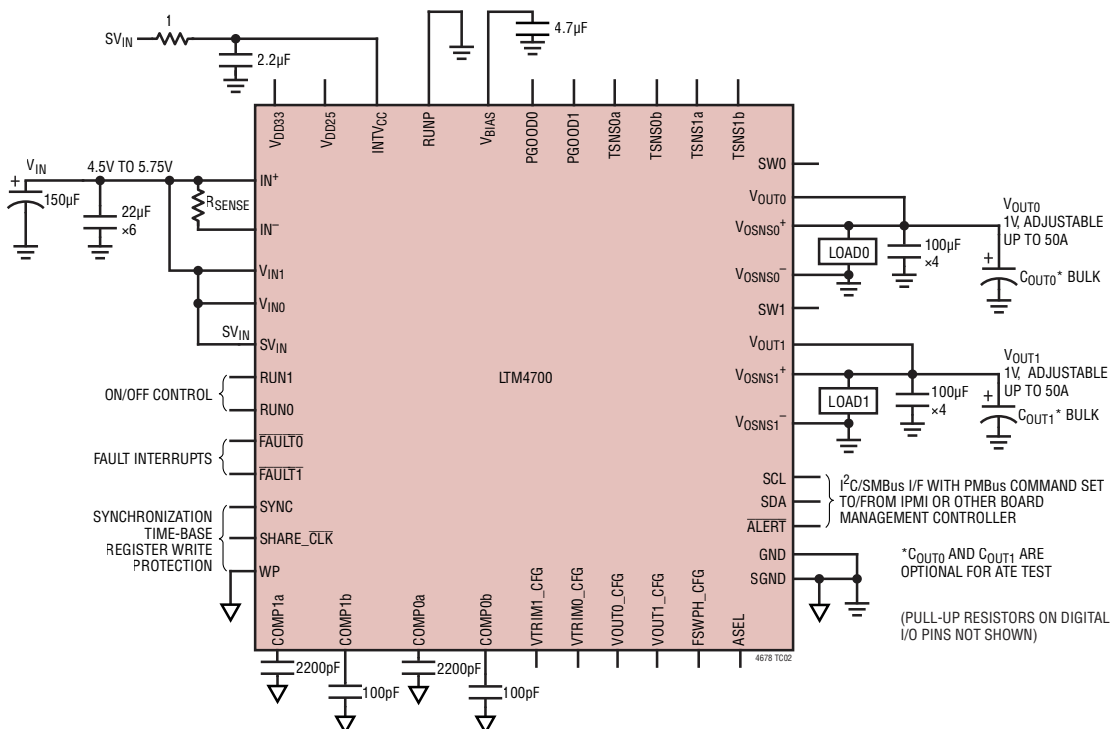 1
SVIN
2.2µF
4.7µF
VDD33
VDD25
INTVCC
RUNP
VBIAS
PGOOD0
PGOOD1
TSNS0a
TSNS0b
TSNS1a
TSNS1b
VIN
4.5V TO 5.75V
+
150µF
22µF
×6
RSENSE
IN+
IN−
VIN1
VIN0
SVIN
SVIN
ON/OFF CONTROL
RUN1
RUN0
FAULT INTERRUPTS
FAULT0
FAULT1
SYNCHRONIZATION
TIME-BASE
REGISTER WRITE
PROTECTION
SYNC
SHARE_CLK
WP
LTM4700
SW0
VOUT0
VOSNS0+
VOSNS0−
LOAD0
100µF
×4
VOUT0
1V, ADJUSTABLE
UP TO 50A
+
COUT0* BULK
SW1
VOUT1
VOSNS1+
VOSNS1−
LOAD1
100µF
×4
VOUT1
1V, ADJUSTABLE
UP TO 50A
+
COUT1* BULK
SCL
SDA
ALERT
I2C/SMBus I/F WITH PMBus COMMAND SET
TO/FROM IPMI OR OTHER BOARD
MANAGEMENT CONTROLLER
GND
SGND
*COUT0 AND COUT1 ARE
OPTIONAL FOR ATE TEST
(PULL-UP RESISTORS ON DIGITAL
I/O PINS NOT SHOWN)
COMP1a
COMP1b
COMP0a
COMP0b
VTRIM1_CFG
VTRIM0_CFG
VOUT0_CFG
VOUT1_CFG
FSWPH_CFG
ASEL
4678 TC02
2200pF
100pF
2200pF
100pF